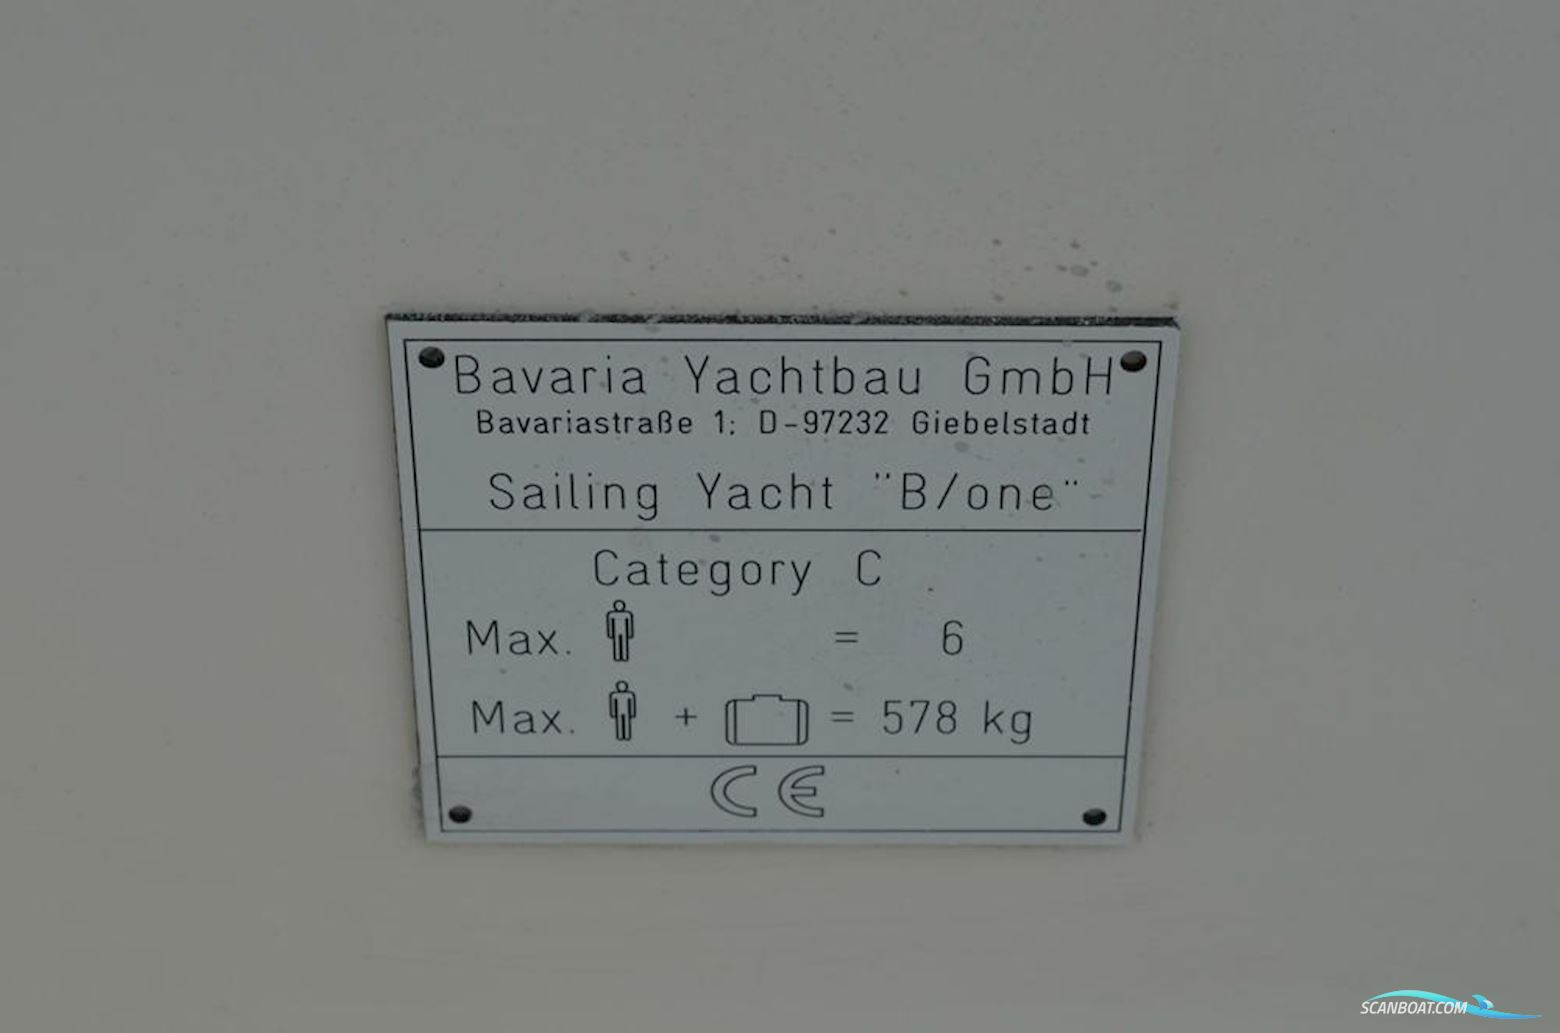 Bavaria Yachtbau GmbH
Bavariastraße 1; D-97232 Giebelstadt
Sailing Yacht "B/one"
Category C
Max. = 6
Max. + = 578 kg
CE
SCANBOAT.COM